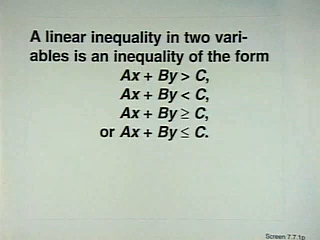 A linear inequality in two vari-
ables is an inequality of the form
Ax + By > C,
Ax + By < C,
Ax + By ≥ C,
or Ax + By ≤ C.
Screen 7.7.1p